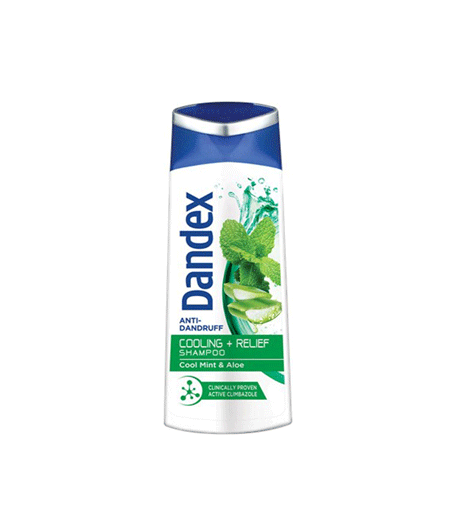 Dandex
ANTI-
DANDRUFF
COOLING + RELIEF
SHAMPOO
Cool Mint & Aloe
CLINICALLY PROVEN
ACTIVE CLIMBAZOLE